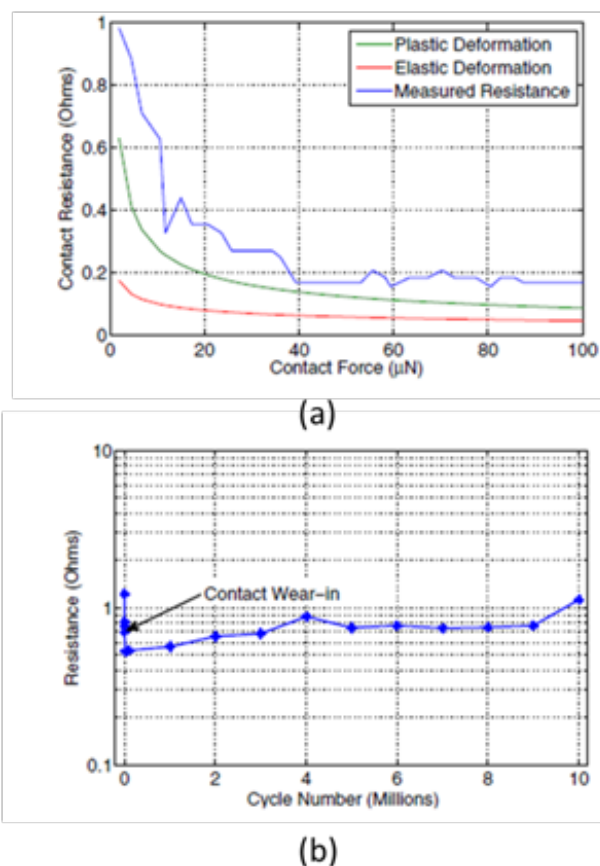 1
0.8
0.6
0.4
0.2
0
Contact Resistance (Ohms)
Plastic Deformation
Elastic Deformation
Measured Resistance
0 20 40 60 80 100
Contact Force (μN)
(a)
10
1
0.1
Resistance (Ohms)
Contact Wear-in
0 2 4 6 8 10
Cycle Number (Millions)
(b)